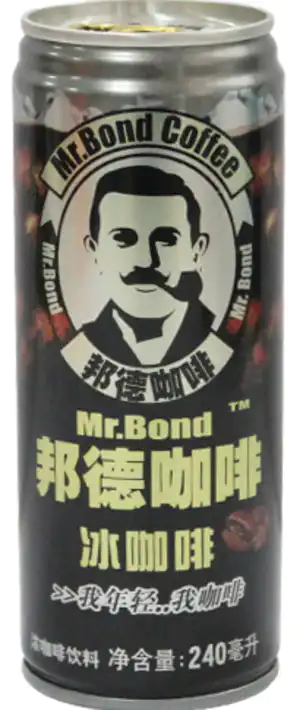 Mr.Bond Coffee
Mr.Bond
Mr.Bond
邦德咖啡
Mr.Bond TM
邦德咖啡
冰咖啡
>>我年轻..我咖啡
浓咖啡饮料 净含量:240毫升